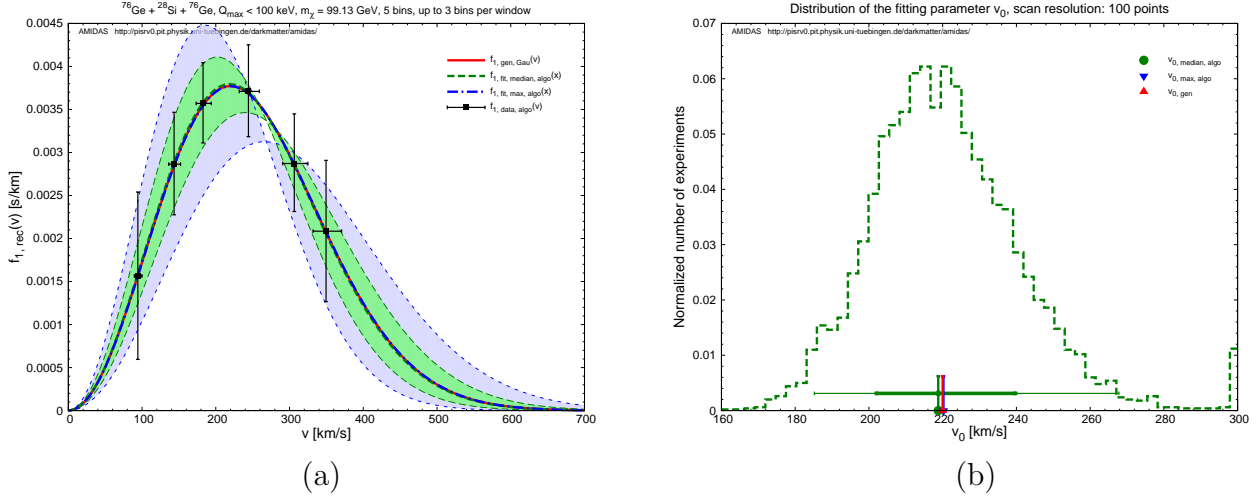 ⁷⁶Ge + ²⁸Si + ⁷⁶Ge, Qmax < 100 keV, mχ = 99.13 GeV, 5 bins, up to 3 bins per window
AMIDAS http://pisrv0.pit.physik.uni-tuebingen.de/darkmatter/amidas/
f1, gen, Gau(v)
f1, fit, median, algo(x)
f1, fit, max, algo(x)
f1, data, algo(v)
f1, rec(v) [s/km]
0.0045
0.004
0.0035
0.003
0.0025
0.002
0.0015
0.001
0.0005
0
0 100 200 300 400 500 600 700
v [km/s]
(a)
Distribution of the fitting parameter v0, scan resolution: 100 points
AMIDAS http://pisrv0.pit.physik.uni-tuebingen.de/darkmatter/amidas/
v0, median, algo
v0, max, algo
v0, gen
Normalized number of experiments
0.07
0.06
0.05
0.04
0.03
0.02
0.01
0
160 180 200 220 240 260 280 300
v0 [km/s]
(b)